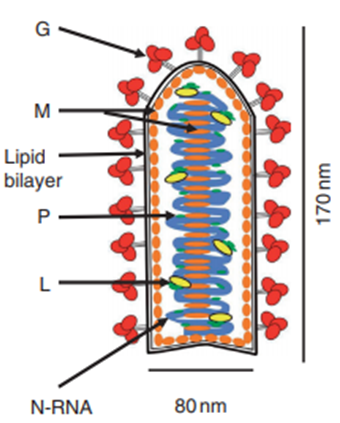 G
M
Lipid
bilayer
P
L
N-RNA
80 nm
170 nm